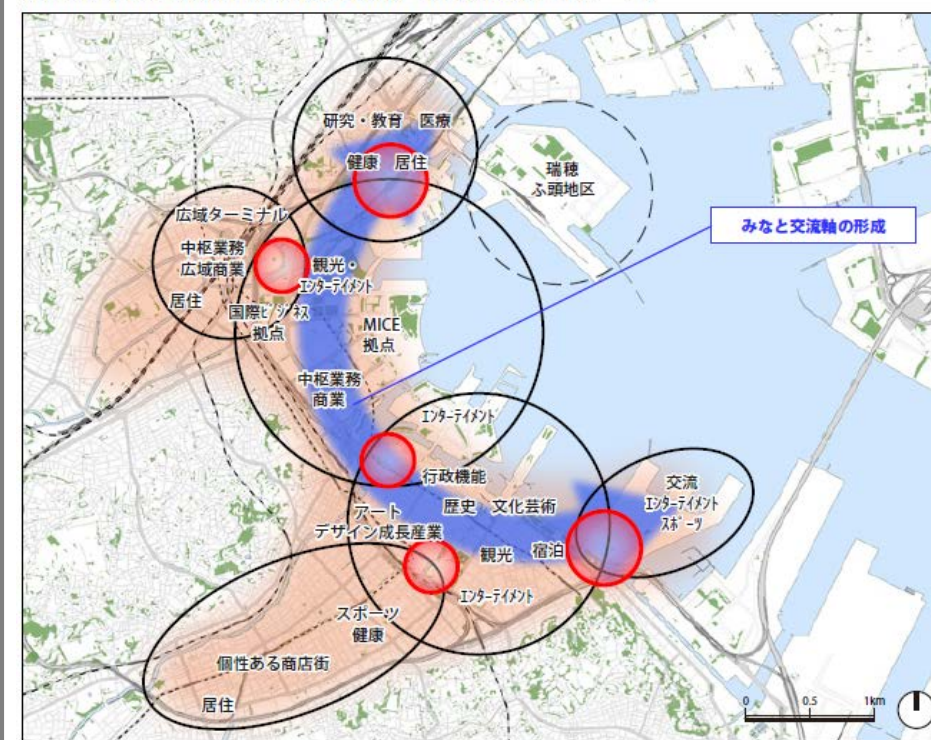 研究・教育 医療
健康 居住
瑞穂
ふ頭地区
みなと交流軸の形成
広域ターミナル
中枢業務
広域商業
居住
観光・
エンターテイメント
国際ビジネス
拠点
MICE
拠点
中枢業務
商業
エンターテイメント
行政機能
歴史 文化芸術
交流
エンターテイメント
スポーツ
アート
デザイン成長産業
観光 宿泊
エンターテイメント
スポーツ
健康
個性ある商店街
居住
0 0.5 1km